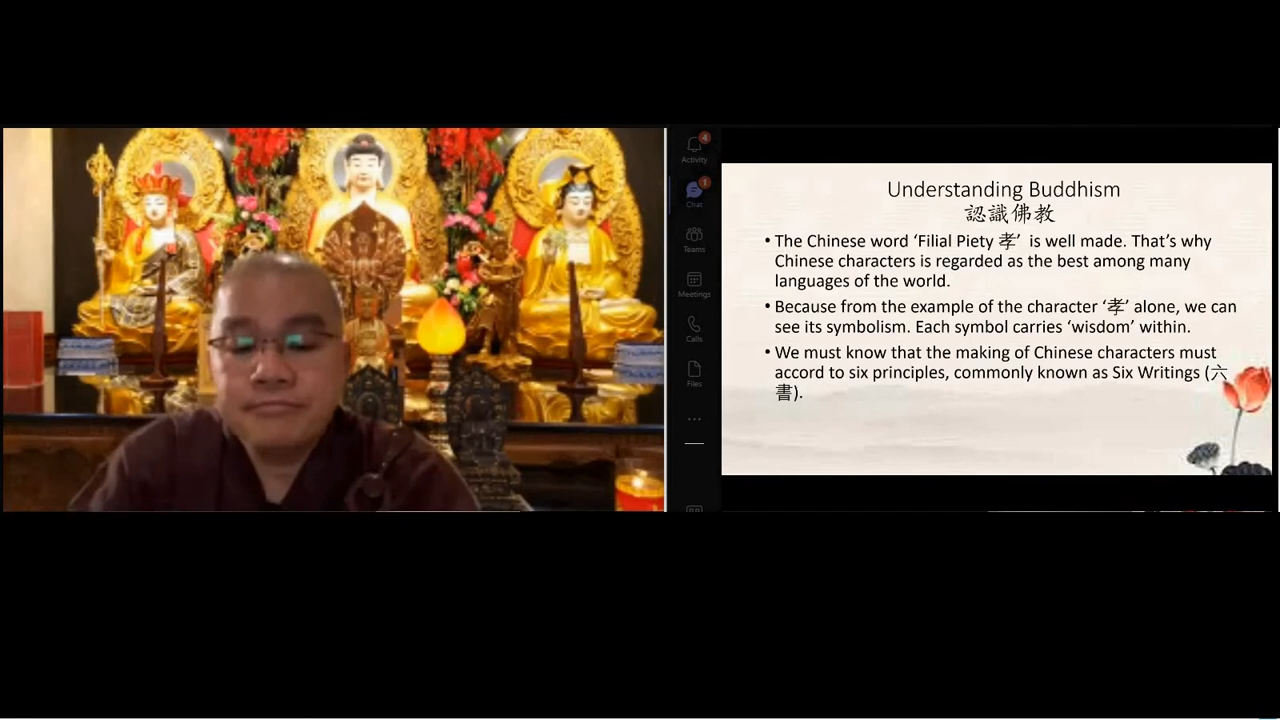 4
Activity
1
Chat
Teams
Meetings
Calls
Files
Understanding Buddhism
認識佛教
• The Chinese word ‘Filial Piety 孝’ is well made. That’s why
Chinese characters is regarded as the best among many
languages of the world.
• Because from the example of the character ‘孝’ alone, we can
see its symbolism. Each symbol carries ‘wisdom’ within.
• We must know that the making of Chinese characters must
accord to six principles, commonly known as Six Writings (六
書).